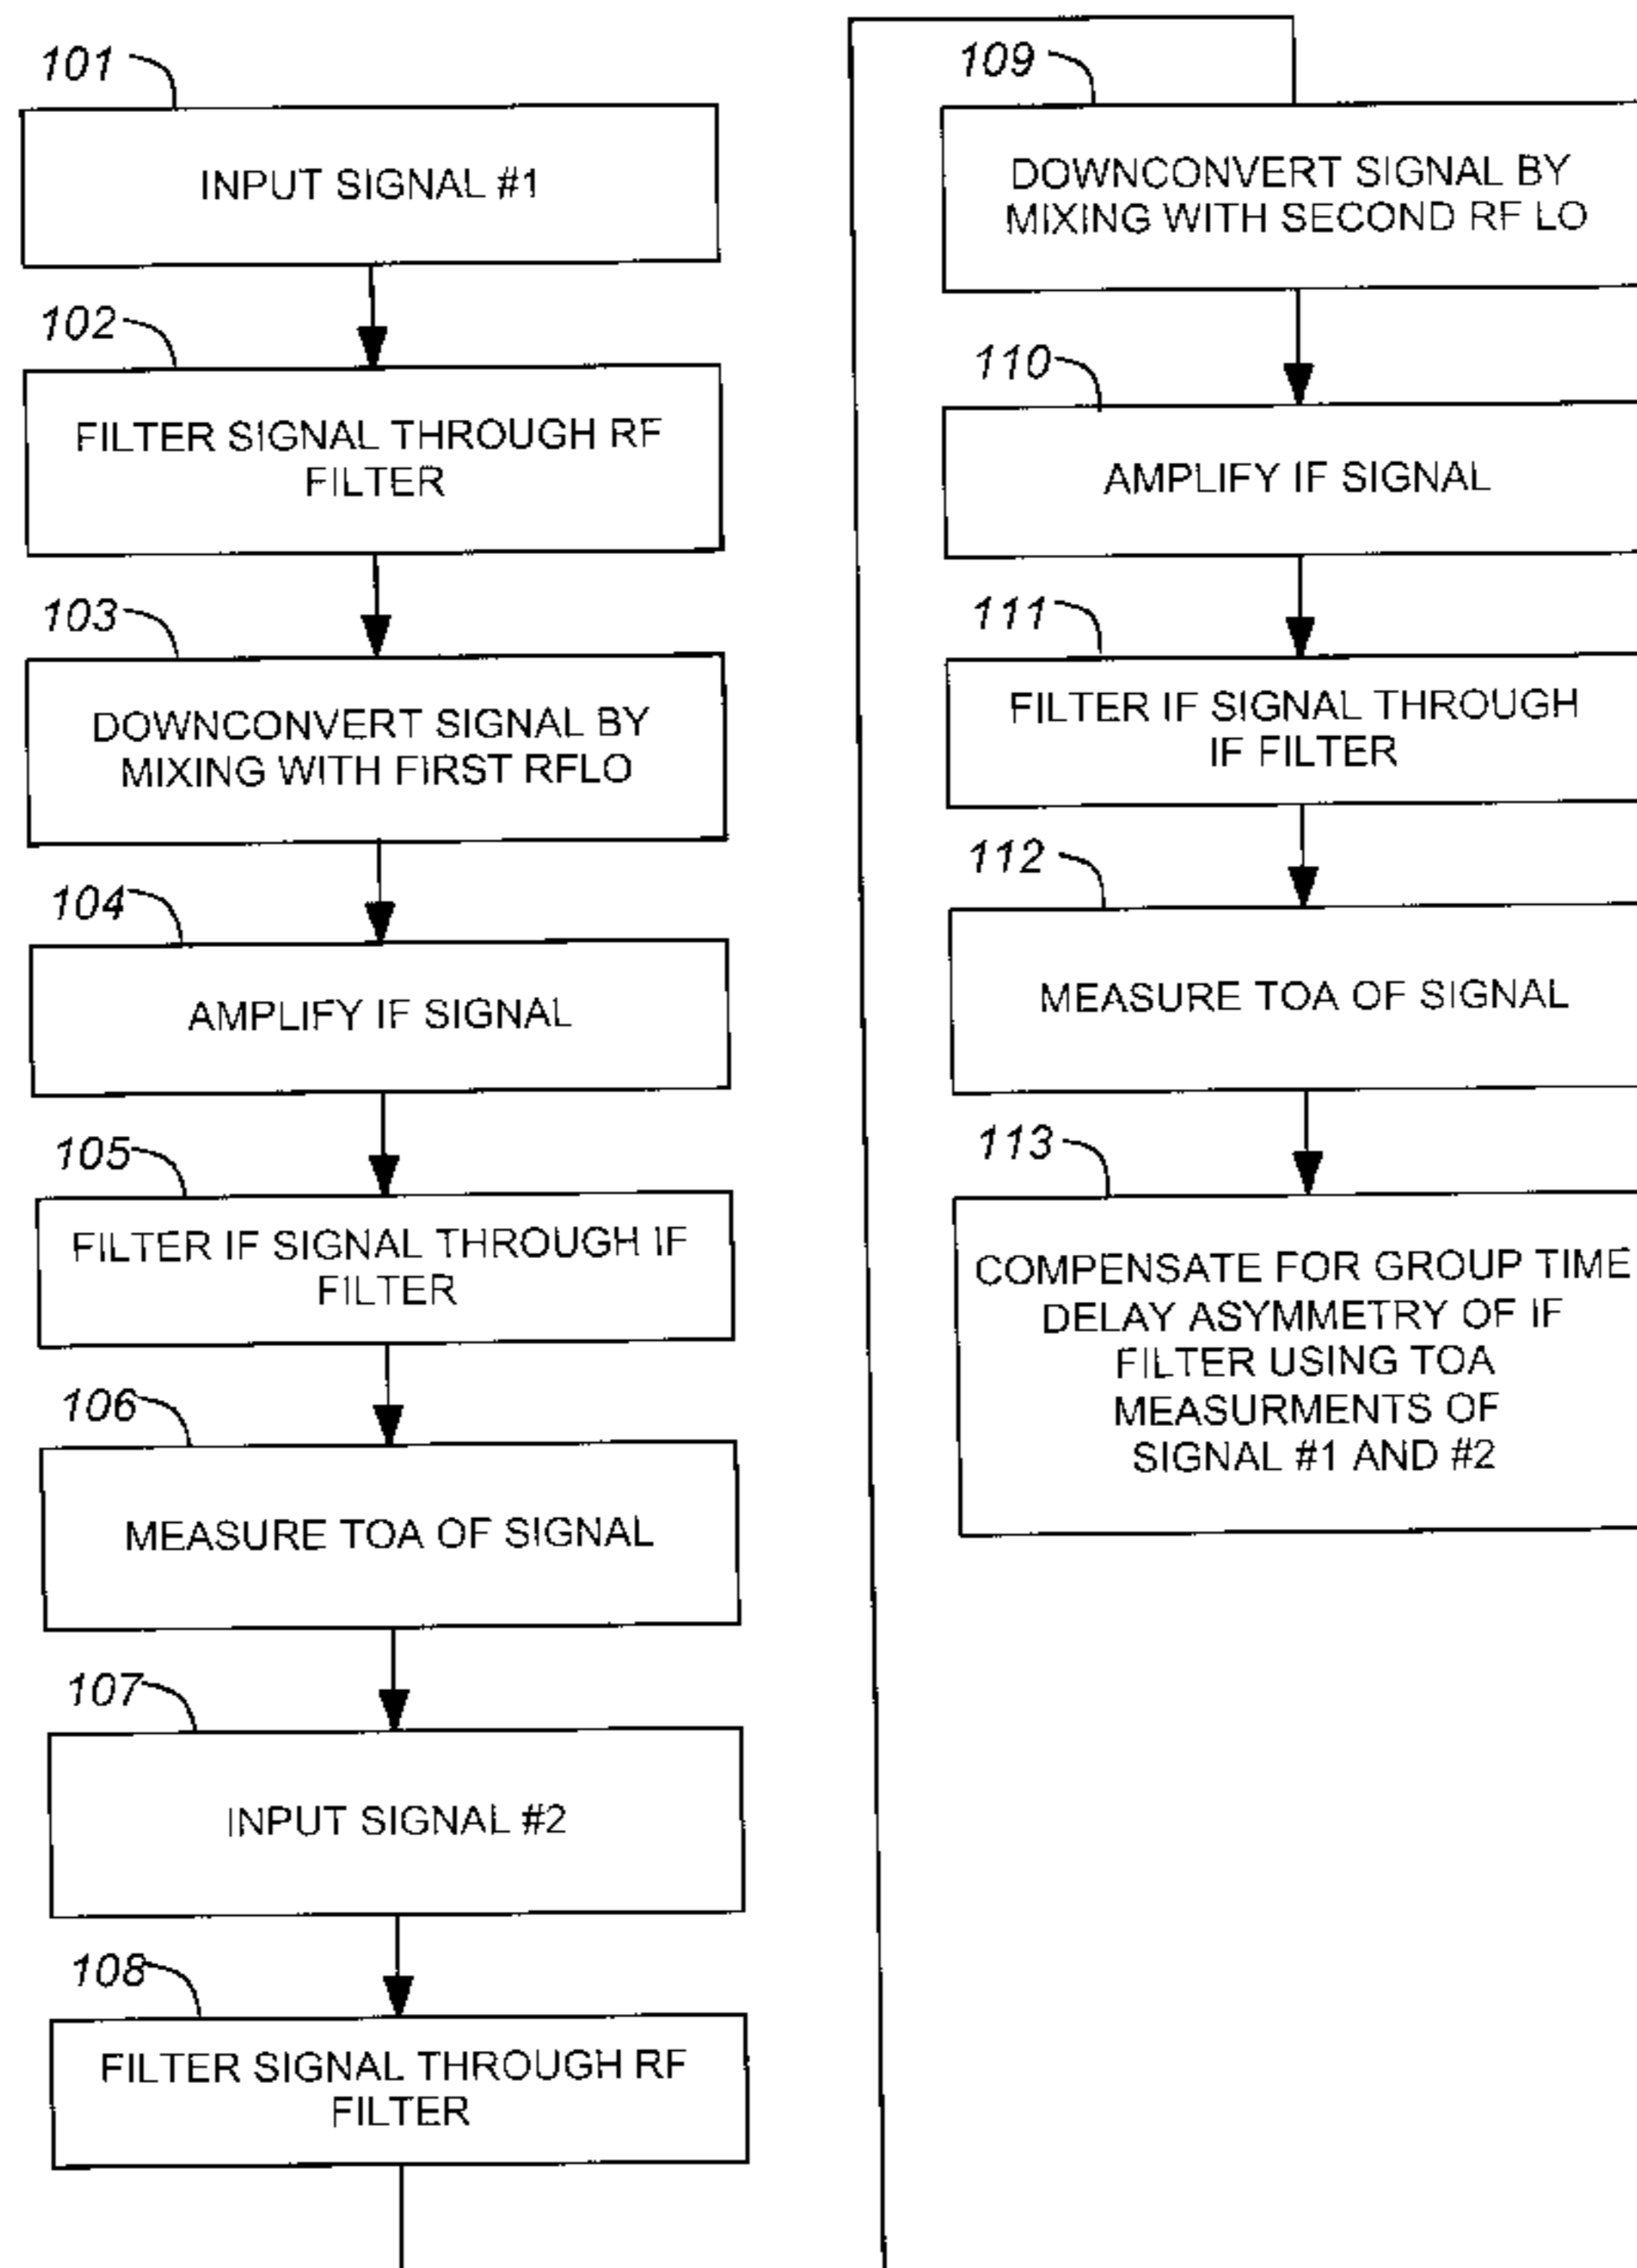 101
INPUT SIGNAL #1
102
FILTER SIGNAL THROUGH RF
FILTER
103
DOWNCONVERT SIGNAL BY
MIXING WITH FIRST RFLO
104
AMPLIFY IF SIGNAL
105
FILTER IF SIGNAL THROUGH IF
FILTER
106
MEASURE TOA OF SIGNAL
107
INPUT SIGNAL #2
108
FILTER SIGNAL THROUGH RF
FILTER
109
DOWNCONVERT SIGNAL BY
MIXING WITH SECOND RF LO
110
AMPLIFY IF SIGNAL
111
FILTER IF SIGNAL THROUGH
IF FILTER
112
MEASURE TOA OF SIGNAL
113
COMPENSATE FOR GROUP TIME
DELAY ASYMMETRY OF IF
FILTER USING TOA
MEASURMENTS OF
SIGNAL #1 AND #2